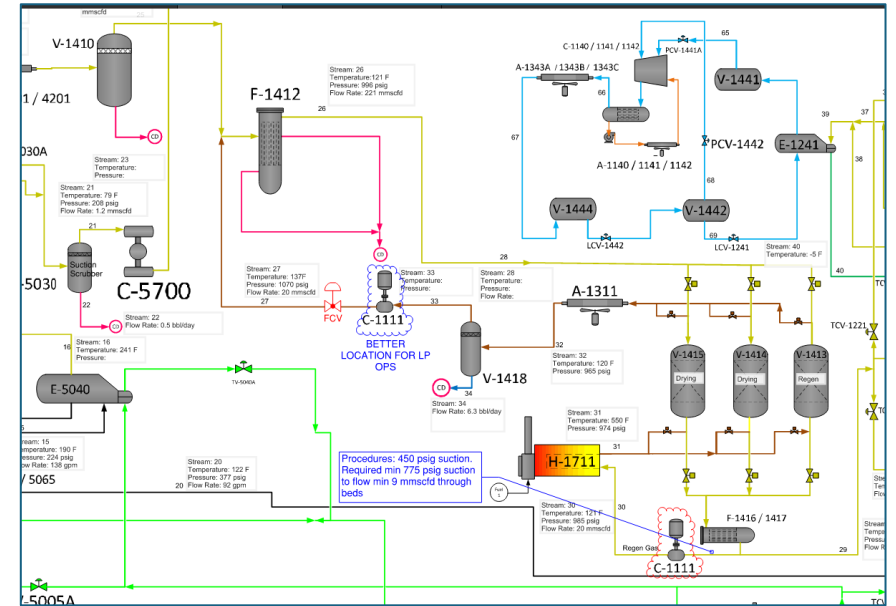 mmscfd
V-1410
1 / 4201
CD
030A
Stream: 23
Temperature:
Pressure:
Stream: 21
Temperature: 79 F
Pressure: 208 psig
Flow Rate: 1.2 mmscfd
21
Suction
Scrubber
-5030
22
C-5700
CD
Stream: 22
Flow Rate: 0.5 bbl/day
16
Stream: 16
Temperature: 241 F
Pressure:
E-5040
TV-5040A
Stream: 15
Temperature: 190 F
Pressure: 224 psig
Flow Rate: 138 gpm
/ 5065
Stream: 20
Temperature: 122 F
Pressure: 377 psig
Flow Rate: 92 gpm
20
-5005A
F-1412
Stream: 26
Temperature:121 F
Pressure: 996 psig
Flow Rate: 221 mmscfd
26
CD
Stream: 27
Temperature: 137F
Pressure: 1070 psig
Flow Rate: 20 mmscfd
27
FCV
C-1111
BETTER
LOCATION FOR LP
OPS
Stream: 33
Temperature:
Pressure:
33
Stream: 28
Temperature:
Pressure:
Flow Rate:
28
V-1418
CD
34
Stream: 34
Flow Rate: 6.3 bbl/day
A-1311
32
Stream: 32
Temperature: 120 F
Pressure: 965 psig
Stream: 31
Temperature: 550 F
Pressure: 974 psig
31
H-1711
Fuel
1
Procedures: 450 psig suction.
Required min 775 psig suction
to flow min 9 mmscfd through
beds
Stream: 30
Temperature: 121 F
Pressure: 985 psig
Flow Rate: 20 mmscfd
30
Regen Gas
C-1111
F-1416 / 1417
29
V-1415
Drying
V-1414
Drying
V-1413
Regen
C-1140 / 1141 / 1142
PCV-1441A
65
A-1343A / 1343B / 1343C
66
67
A-1140 / 1141 / 1142
V-1441
PCV-1442
68
E-1241
V-1444
V-1442
LCV-1442
69
LCV-1241
Stream: 40
Temperature: -5 F
39
37
38
40
TCV-1221